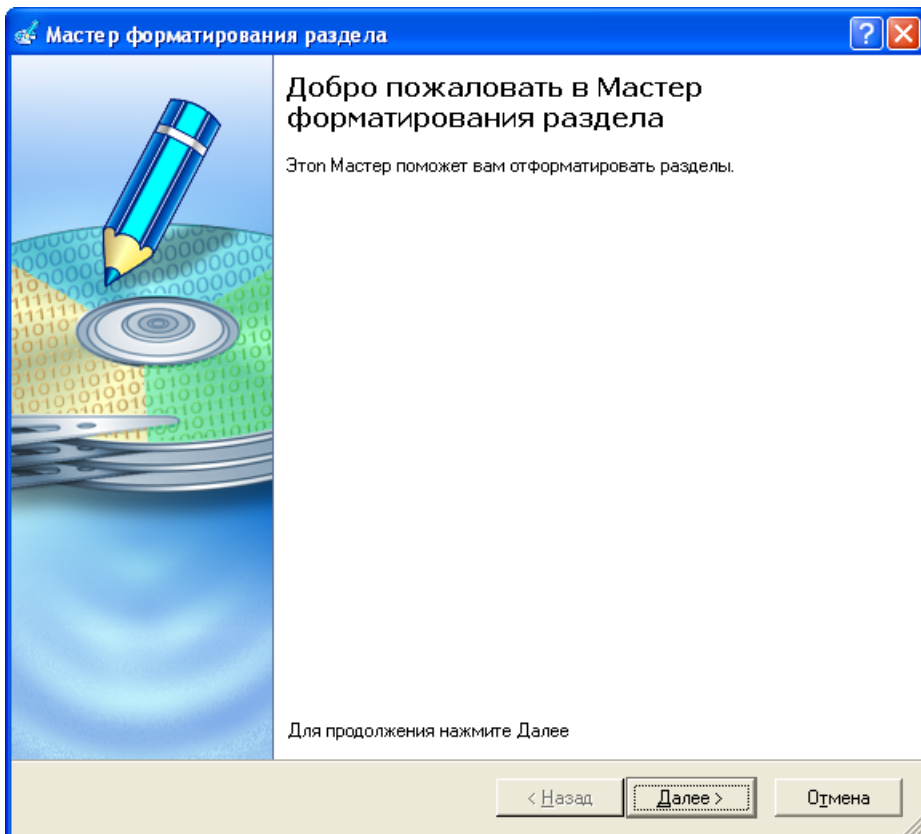 Мастер форматирования раздела
Добро пожаловать в Мастер
форматирования раздела
Этоп Мастер поможет вам отформатировать разделы.
Для продолжения нажмите Далее
< Назад
Далее >
Отмена